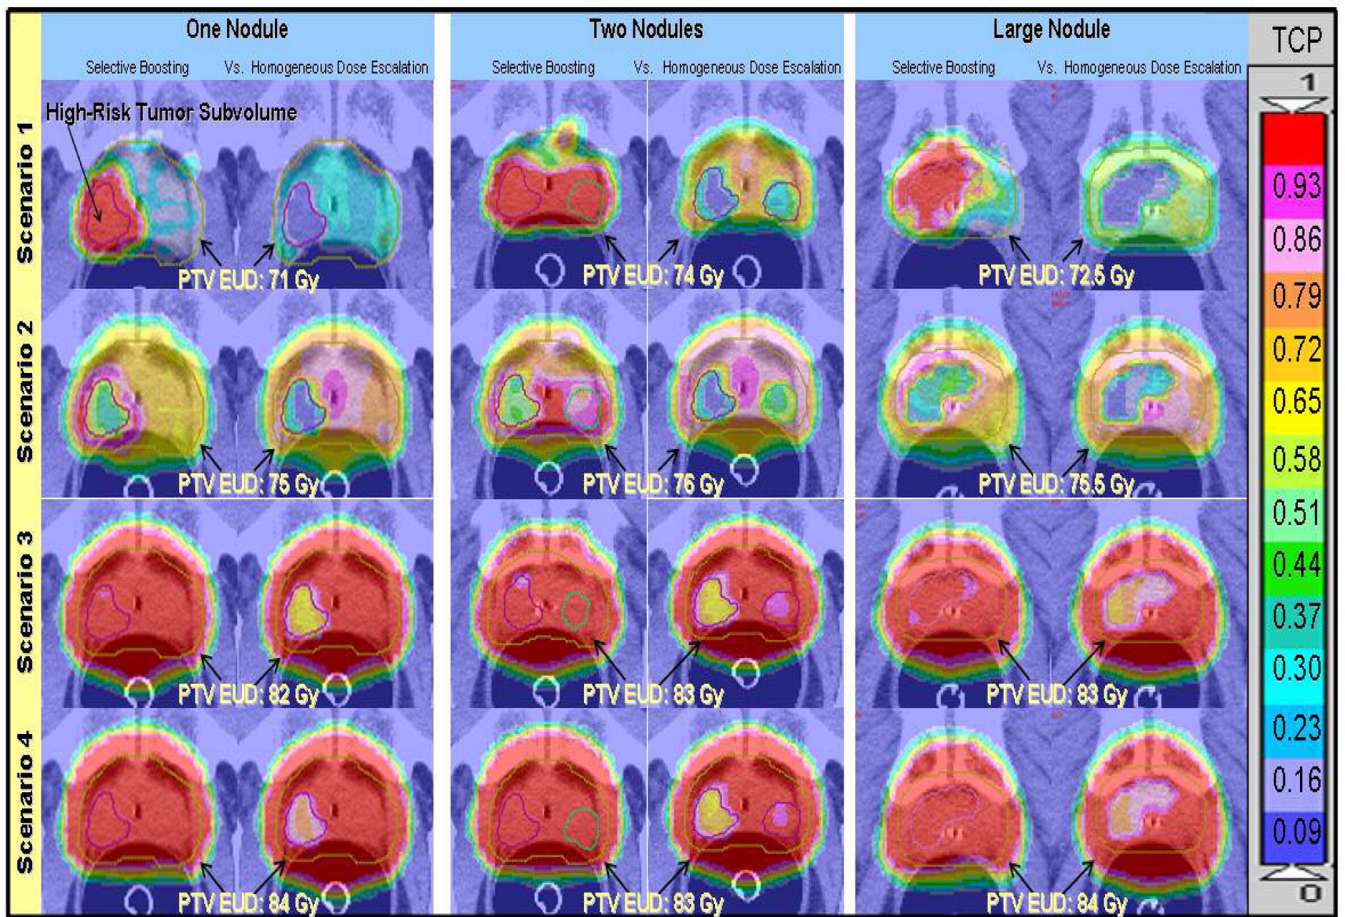 One Nodule
Two Nodules
Large Nodule
TCP
Selective Boosting Vs. Homogeneous Dose Escalation
Selective Boosting Vs. Homogeneous Dose Escalation
Selective Boosting Vs. Homogeneous Dose Escalation
1
Scenario 1
High-Risk Tumor Subvolume
PTV EUD: 71 Gy
PTV EUD: 74 Gy
PTV EUD: 72.5 Gy
Scenario 2
PTV EUD: 75 Gy
PTV EUD: 76 Gy
PTV EUD: 75.5 Gy
Scenario 3
PTV EUD: 82 Gy
PTV EUD: 83 Gy
PTV EUD: 83 Gy
Scenario 4
PTV EUD: 84 Gy
PTV EUD: 83 Gy
PTV EUD: 84 Gy
0.93
0.86
0.79
0.72
0.65
0.58
0.51
0.44
0.37
0.30
0.23
0.16
0.09
0